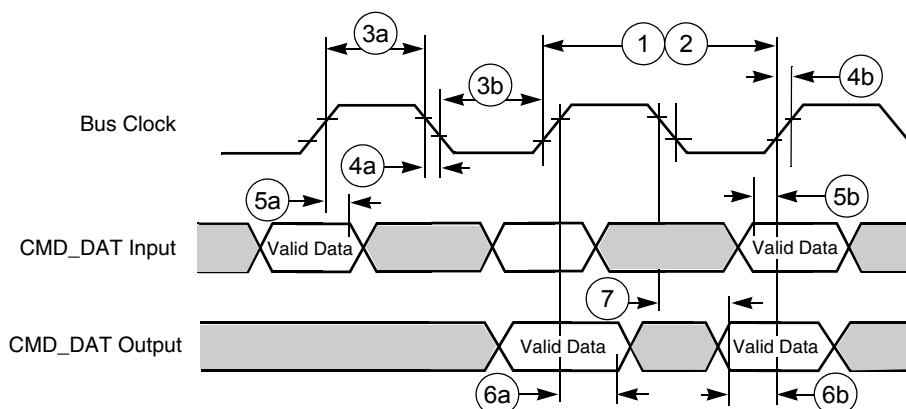 3a
1 2
3b
4b
Bus Clock
4a
5a
5b
CMD_DAT Input
Valid Data
Valid Data
7
CMD_DAT Output
Valid Data
Valid Data
6a
6b